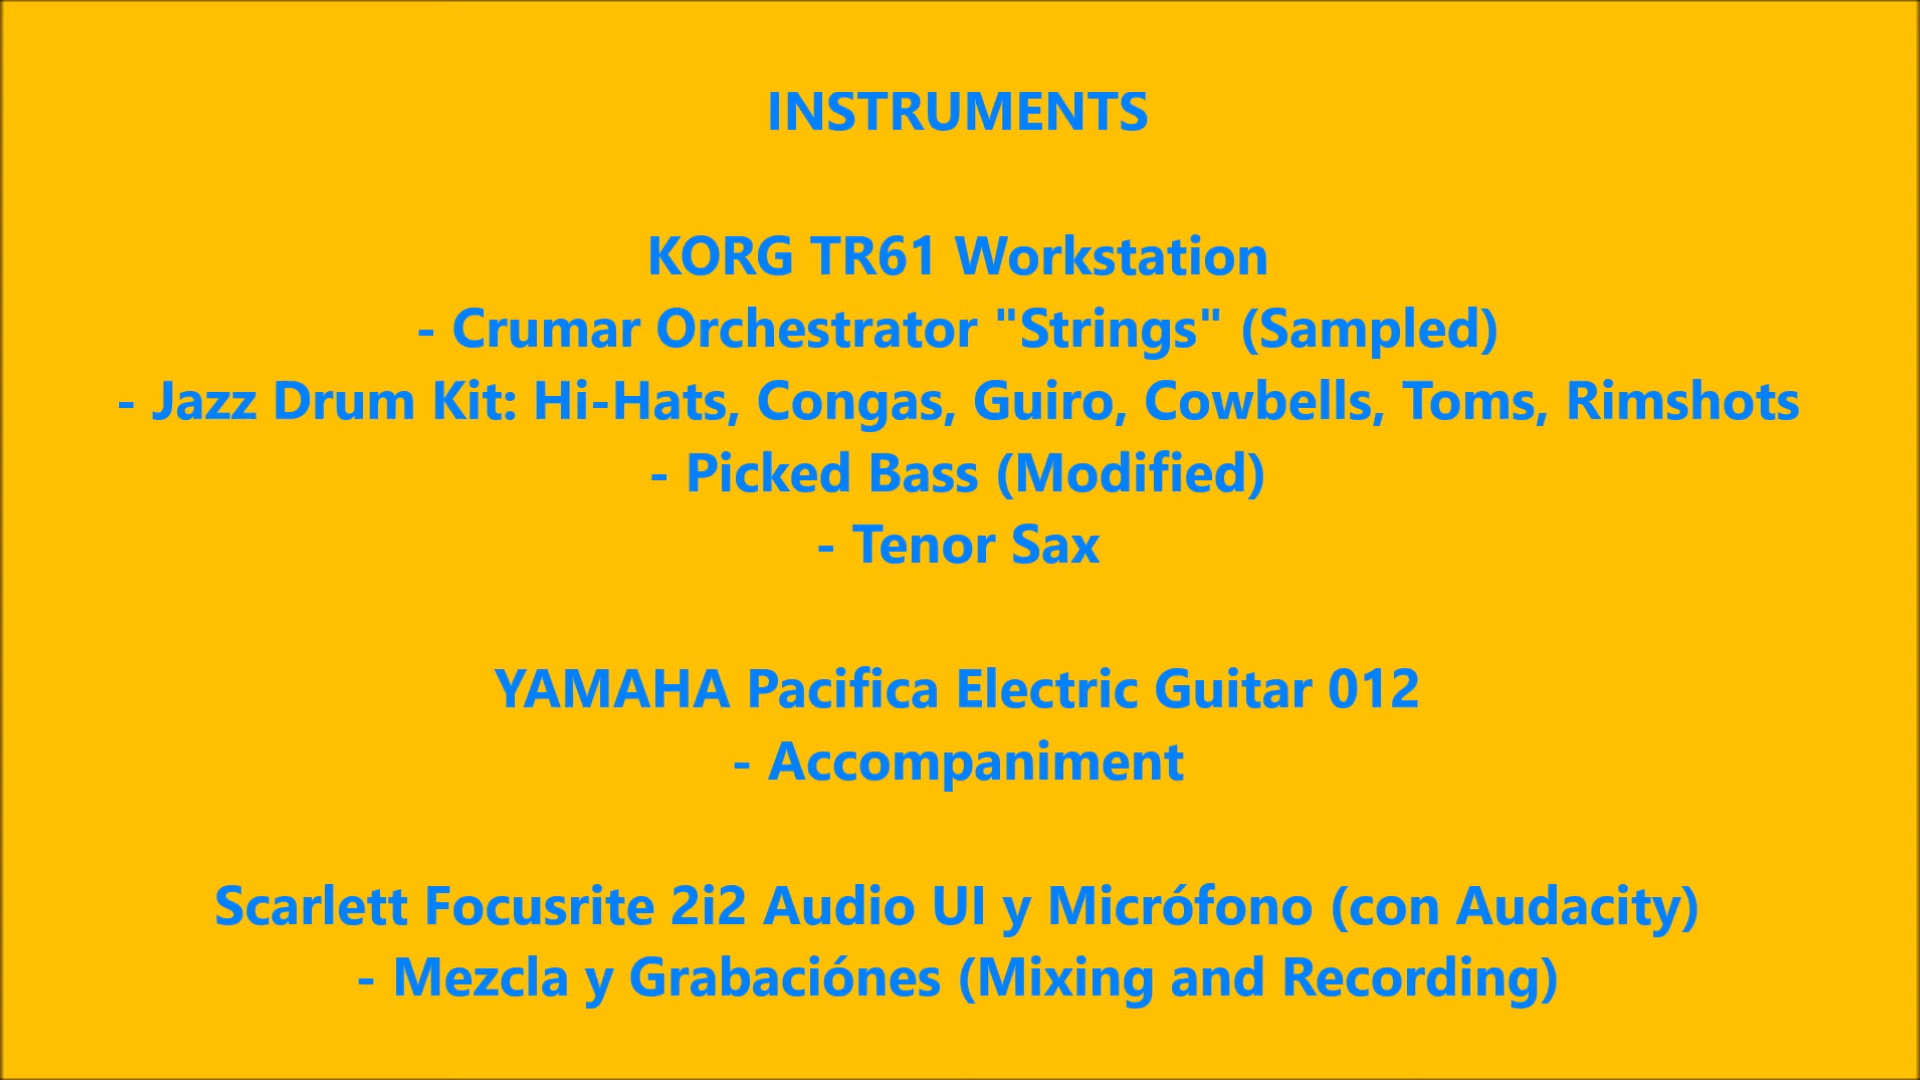 INSTRUMENTS
KORG TR61 Workstation
- Crumar Orchestrator "Strings" (Sampled)
- Jazz Drum Kit: Hi-Hats, Congas, Guiro, Cowbells, Toms, Rimshots
- Picked Bass (Modified)
- Tenor Sax
YAMAHA Pacifica Electric Guitar 012
- Accompaniment
Scarlett Focusrite 2i2 Audio UI y Micrófono (con Audacity)
- Mezcla y Grabaciónes (Mixing and Recording)